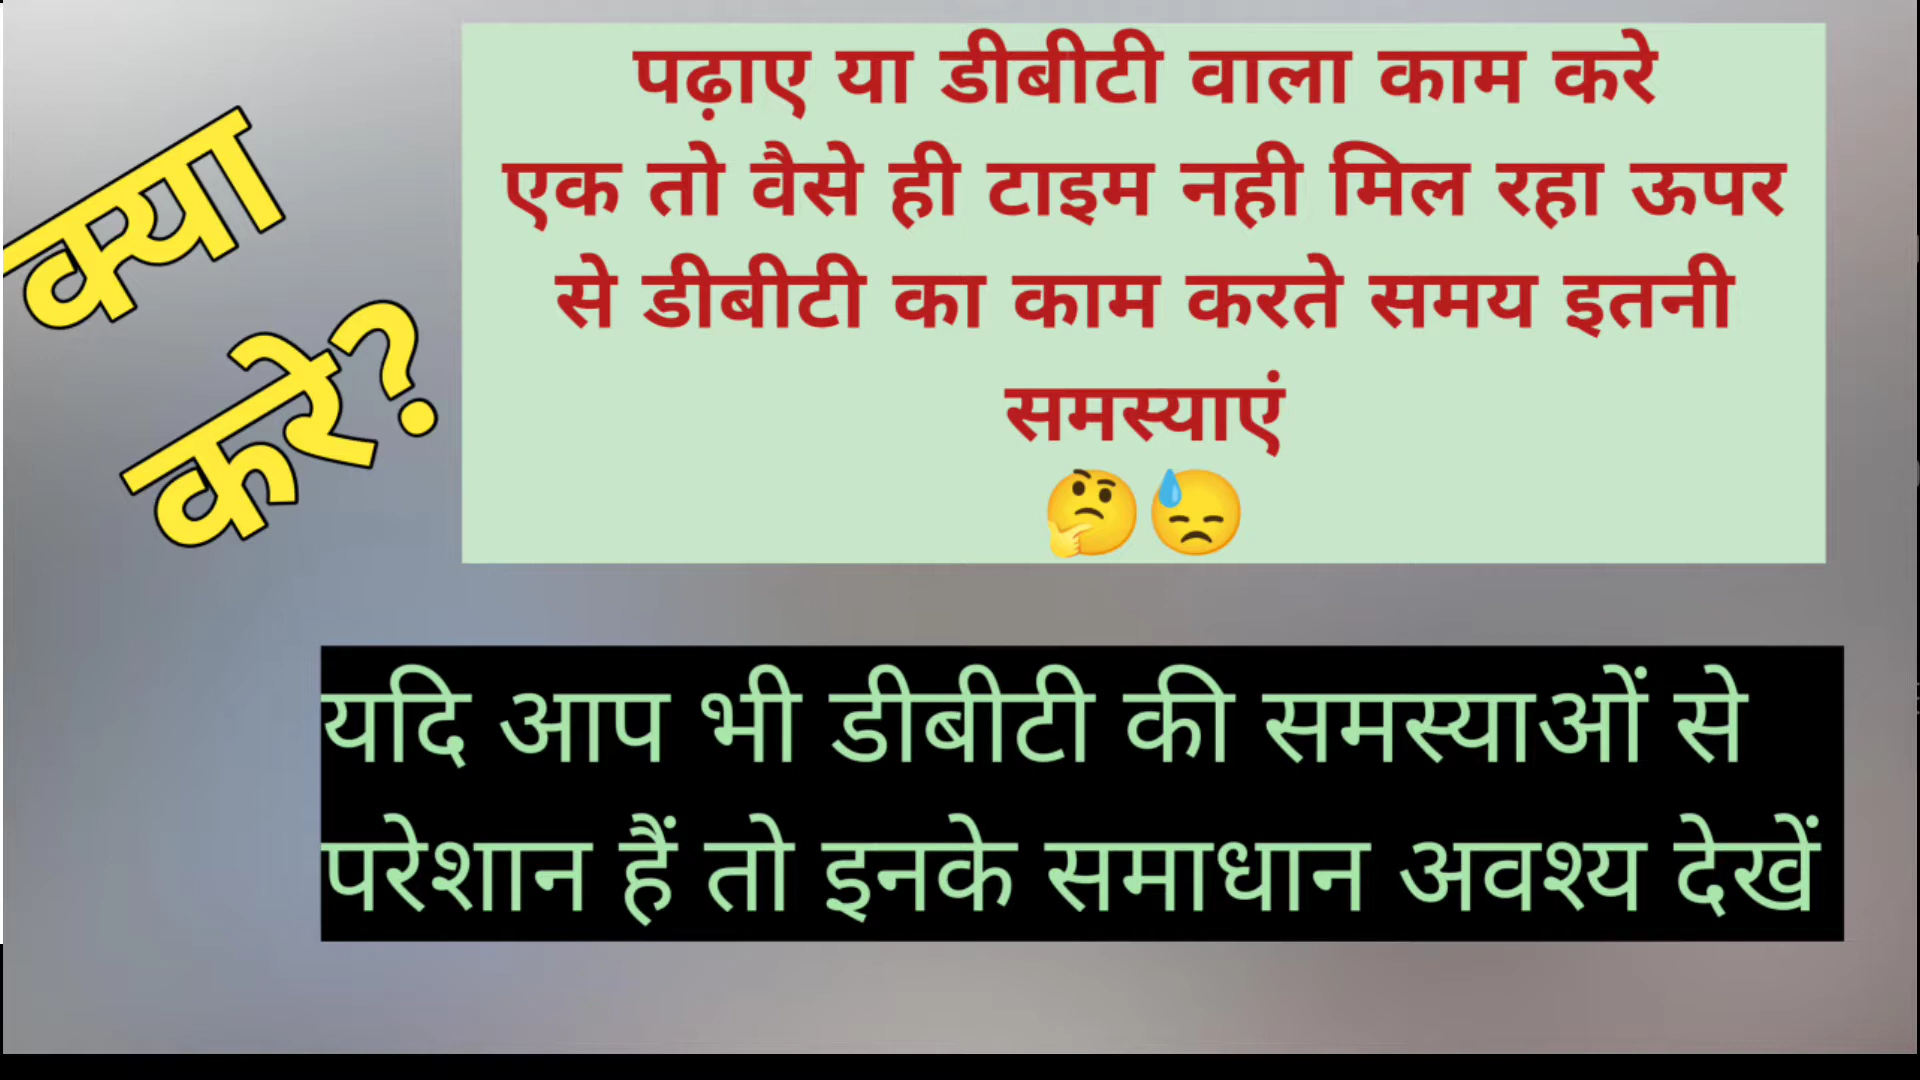 क्या
करे?
पढ़ाए या डीबीटी वाला काम करे
एक तो वैसे ही टाइम नही मिल रहा ऊपर
से डीबीटी का काम करते समय इतनी
समस्याएं
🤔😓
यदि आप भी डीबीटी की समस्याओं से
परेशान हैं तो इनके समाधान अवश्य देखें